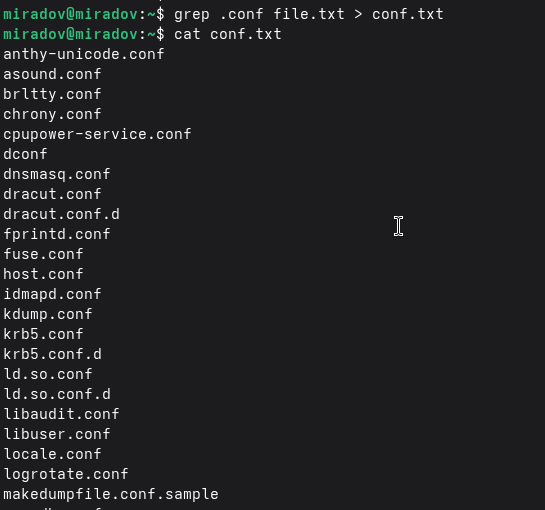 miradov@miradov:~$ grep .conf file.txt > conf.txt
miradov@miradov:~$ cat conf.txt
anthy-unicode.conf
asound.conf
brltty.conf
chrony.conf
cpupower-service.conf
dconf
dnsmasq.conf
dracut.conf
dracut.conf.d
fprintd.conf
fuse.conf
host.conf
idmapd.conf
kdump.conf
krb5.conf
krb5.conf.d
ld.so.conf
ld.so.conf.d
libaudit.conf
libuser.conf
locale.conf
logrotate.conf
makedumpfile.conf.sample